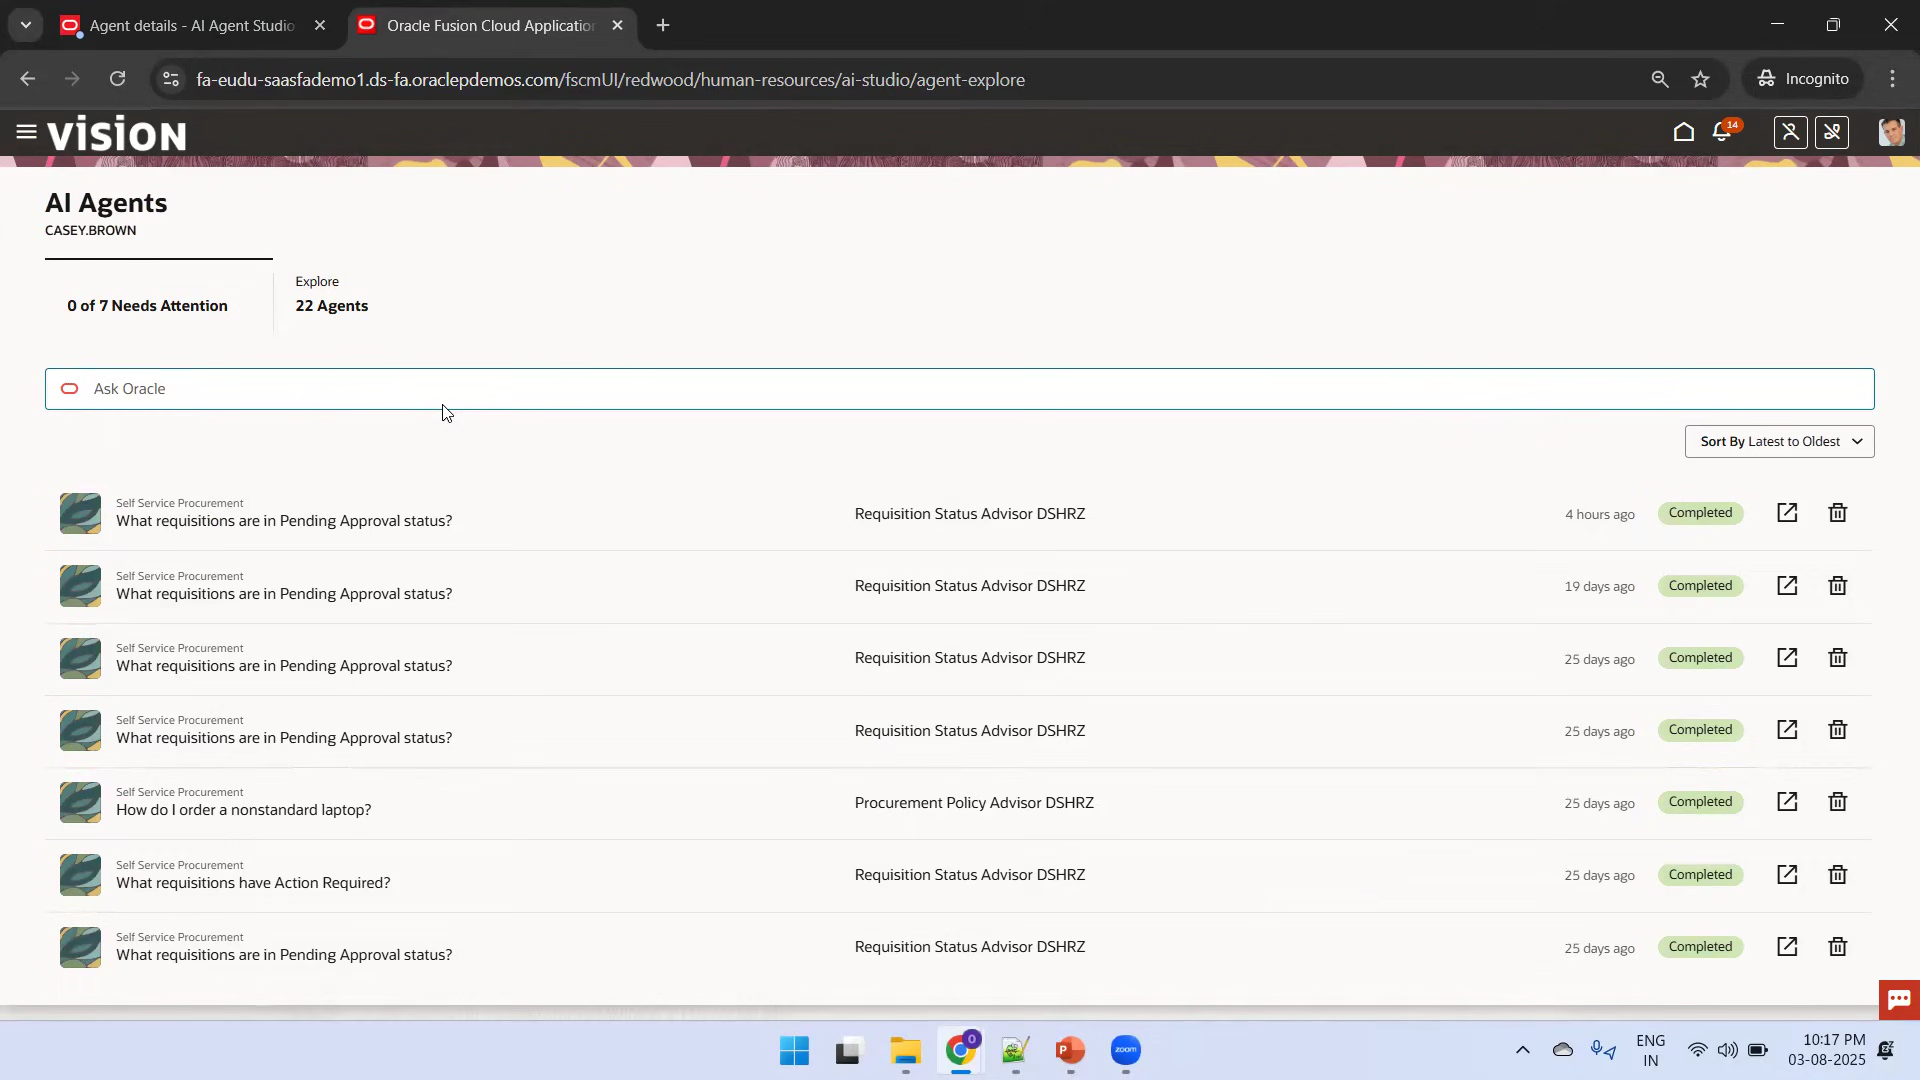 Agent details - AI Agent Studio
Oracle Fusion Cloud Applicatio
fa-eudu-saasfademo1.ds-fa.oraclepdemos.com/fscmUI/redwood/human-resources/ai-studio/agent-explore
Incognito
vision
14
AI Agents
CASEY.BROWN
0 of 7 Needs Attention
Explore
22 Agents
Ask Oracle
Sort By Latest to Oldest
Self Service Procurement
What requisitions are in Pending Approval status?
Requisition Status Advisor DSHRZ
4 hours ago
Completed
Self Service Procurement
What requisitions are in Pending Approval status?
Requisition Status Advisor DSHRZ
19 days ago
Completed
Self Service Procurement
What requisitions are in Pending Approval status?
Requisition Status Advisor DSHRZ
25 days ago
Completed
Self Service Procurement
What requisitions are in Pending Approval status?
Requisition Status Advisor DSHRZ
25 days ago
Completed
Self Service Procurement
How do I order a nonstandard laptop?
Procurement Policy Advisor DSHRZ
25 days ago
Completed
Self Service Procurement
What requisitions have Action Required?
Requisition Status Advisor DSHRZ
25 days ago
Completed
Self Service Procurement
What requisitions are in Pending Approval status?
Requisition Status Advisor DSHRZ
25 days ago
Completed
0
P
zoom
ENG
IN
10:17 PM
03-08-2025